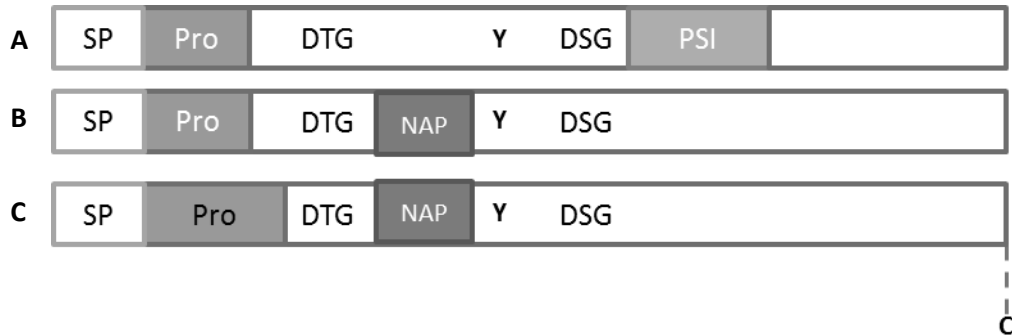 A SP Pro DTG Y DSG PSI
B SP Pro DTG NAP Y DSG
C SP Pro DTG NAP Y DSG
C